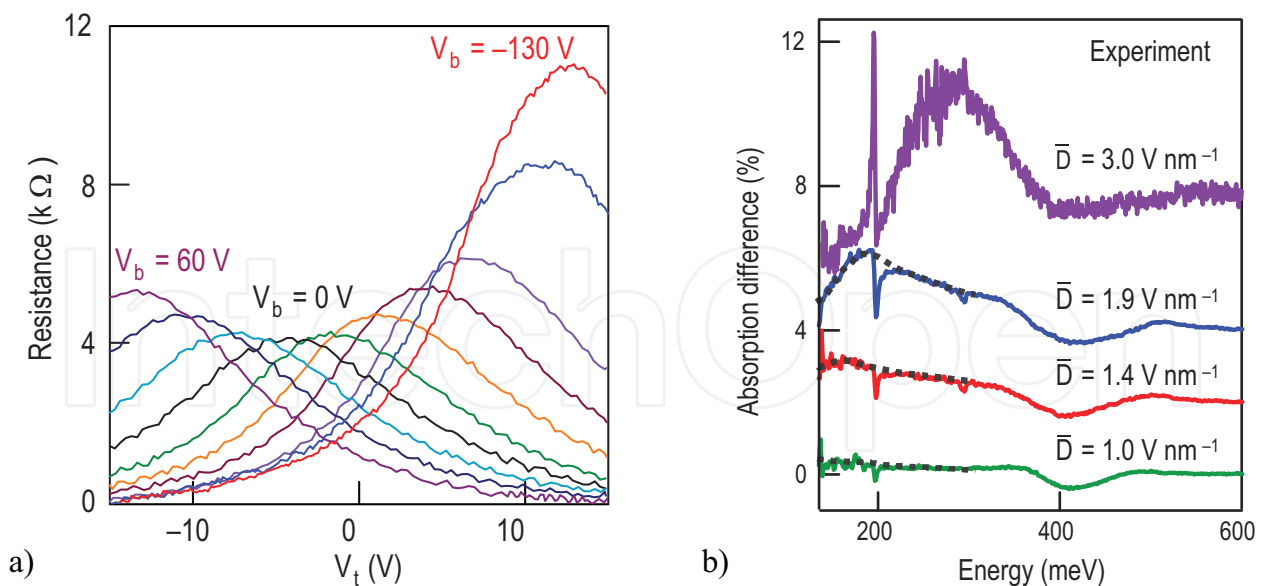 12
8
4
0
Resistance (k Ω)
V_b = –130 V
V_b = 60 V
V_b = 0 V
–10
0
10
V_t (V)
a)
12
8
4
0
Absorption difference (%)
Experiment
D̅ = 3.0 V nm⁻¹
D̅ = 1.9 V nm⁻¹
D̅ = 1.4 V nm⁻¹
D̅ = 1.0 V nm⁻¹
200
400
600
Energy (meV)
b)
IntechOpen